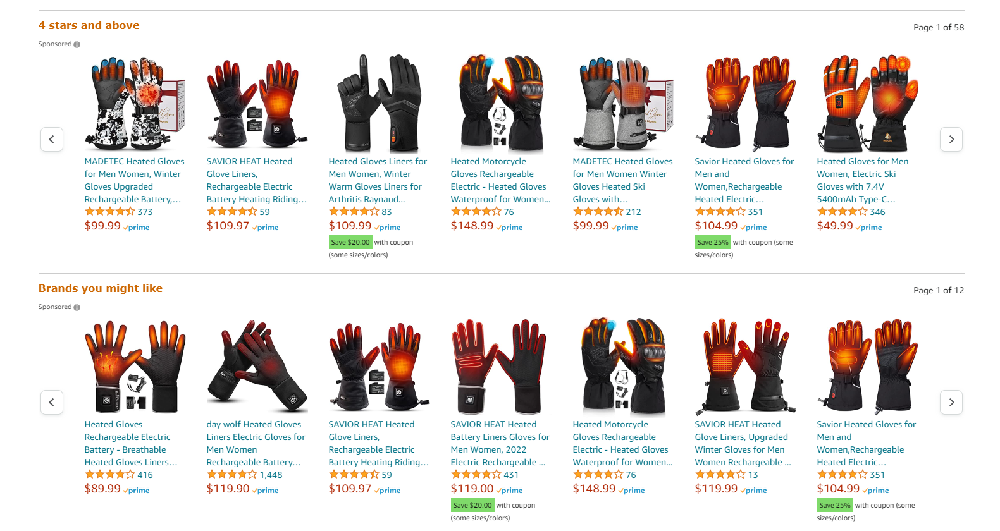 4 stars and above
Page 1 of 58
Sponsored
MADETEC Heated Gloves
for Men Women, Winter
Gloves Upgraded
Rechargeable Battery,...
373
$99.99 prime
SAVIOR HEAT Heated
Glove Liners,
Rechargeable Electric
Battery Heating Riding...
59
$109.97 prime
Heated Gloves Liners for
Men Women, Winter
Warm Gloves Liners for
Arthritis Raynaud...
83
$109.99 prime
Save $20.00 with coupon
(some sizes/colors)
Heated Motorcycle
Gloves Rechargeable
Electric - Heated Gloves
Waterproof for Women...
76
$148.99 prime
MADETEC Heated Gloves
for Men Women Winter
Gloves Heated Ski
Gloves with...
212
$99.99 prime
Savior Heated Gloves for
Men and
Women,Rechargeable
Heated Electric...
351
$104.99 prime
Save 25% with coupon (some
sizes/colors)
Heated Gloves for Men
Women, Electric Ski
Gloves with 7.4V
5400mAh Type-C...
346
$49.99 prime
Brands you might like
Page 1 of 12
Sponsored
Heated Gloves
Rechargeable Electric
Battery - Breathable
Heated Gloves Liners...
416
$89.99 prime
day wolf Heated Gloves
Liners Electric Gloves for
Men Women
Rechargeable Battery...
1,448
$119.90 prime
SAVIOR HEAT Heated
Glove Liners,
Rechargeable Electric
Battery Heating Riding...
59
$109.97 prime
SAVIOR HEAT Heated
Battery Liners Gloves for
Men Women, 2022
Electric Rechargeable ...
431
$119.00 prime
Save $20.00 with coupon
(some sizes/colors)
Heated Motorcycle
Gloves Rechargeable
Electric - Heated Gloves
Waterproof for Women...
76
$148.99 prime
SAVIOR HEAT Heated
Glove Liners, Upgraded
Winter Gloves for Men
Women Rechargeable ...
13
$119.99 prime
Savior Heated Gloves for
Men and
Women,Rechargeable
Heated Electric...
351
$104.99 prime
Save 25% with coupon (some
sizes/colors)